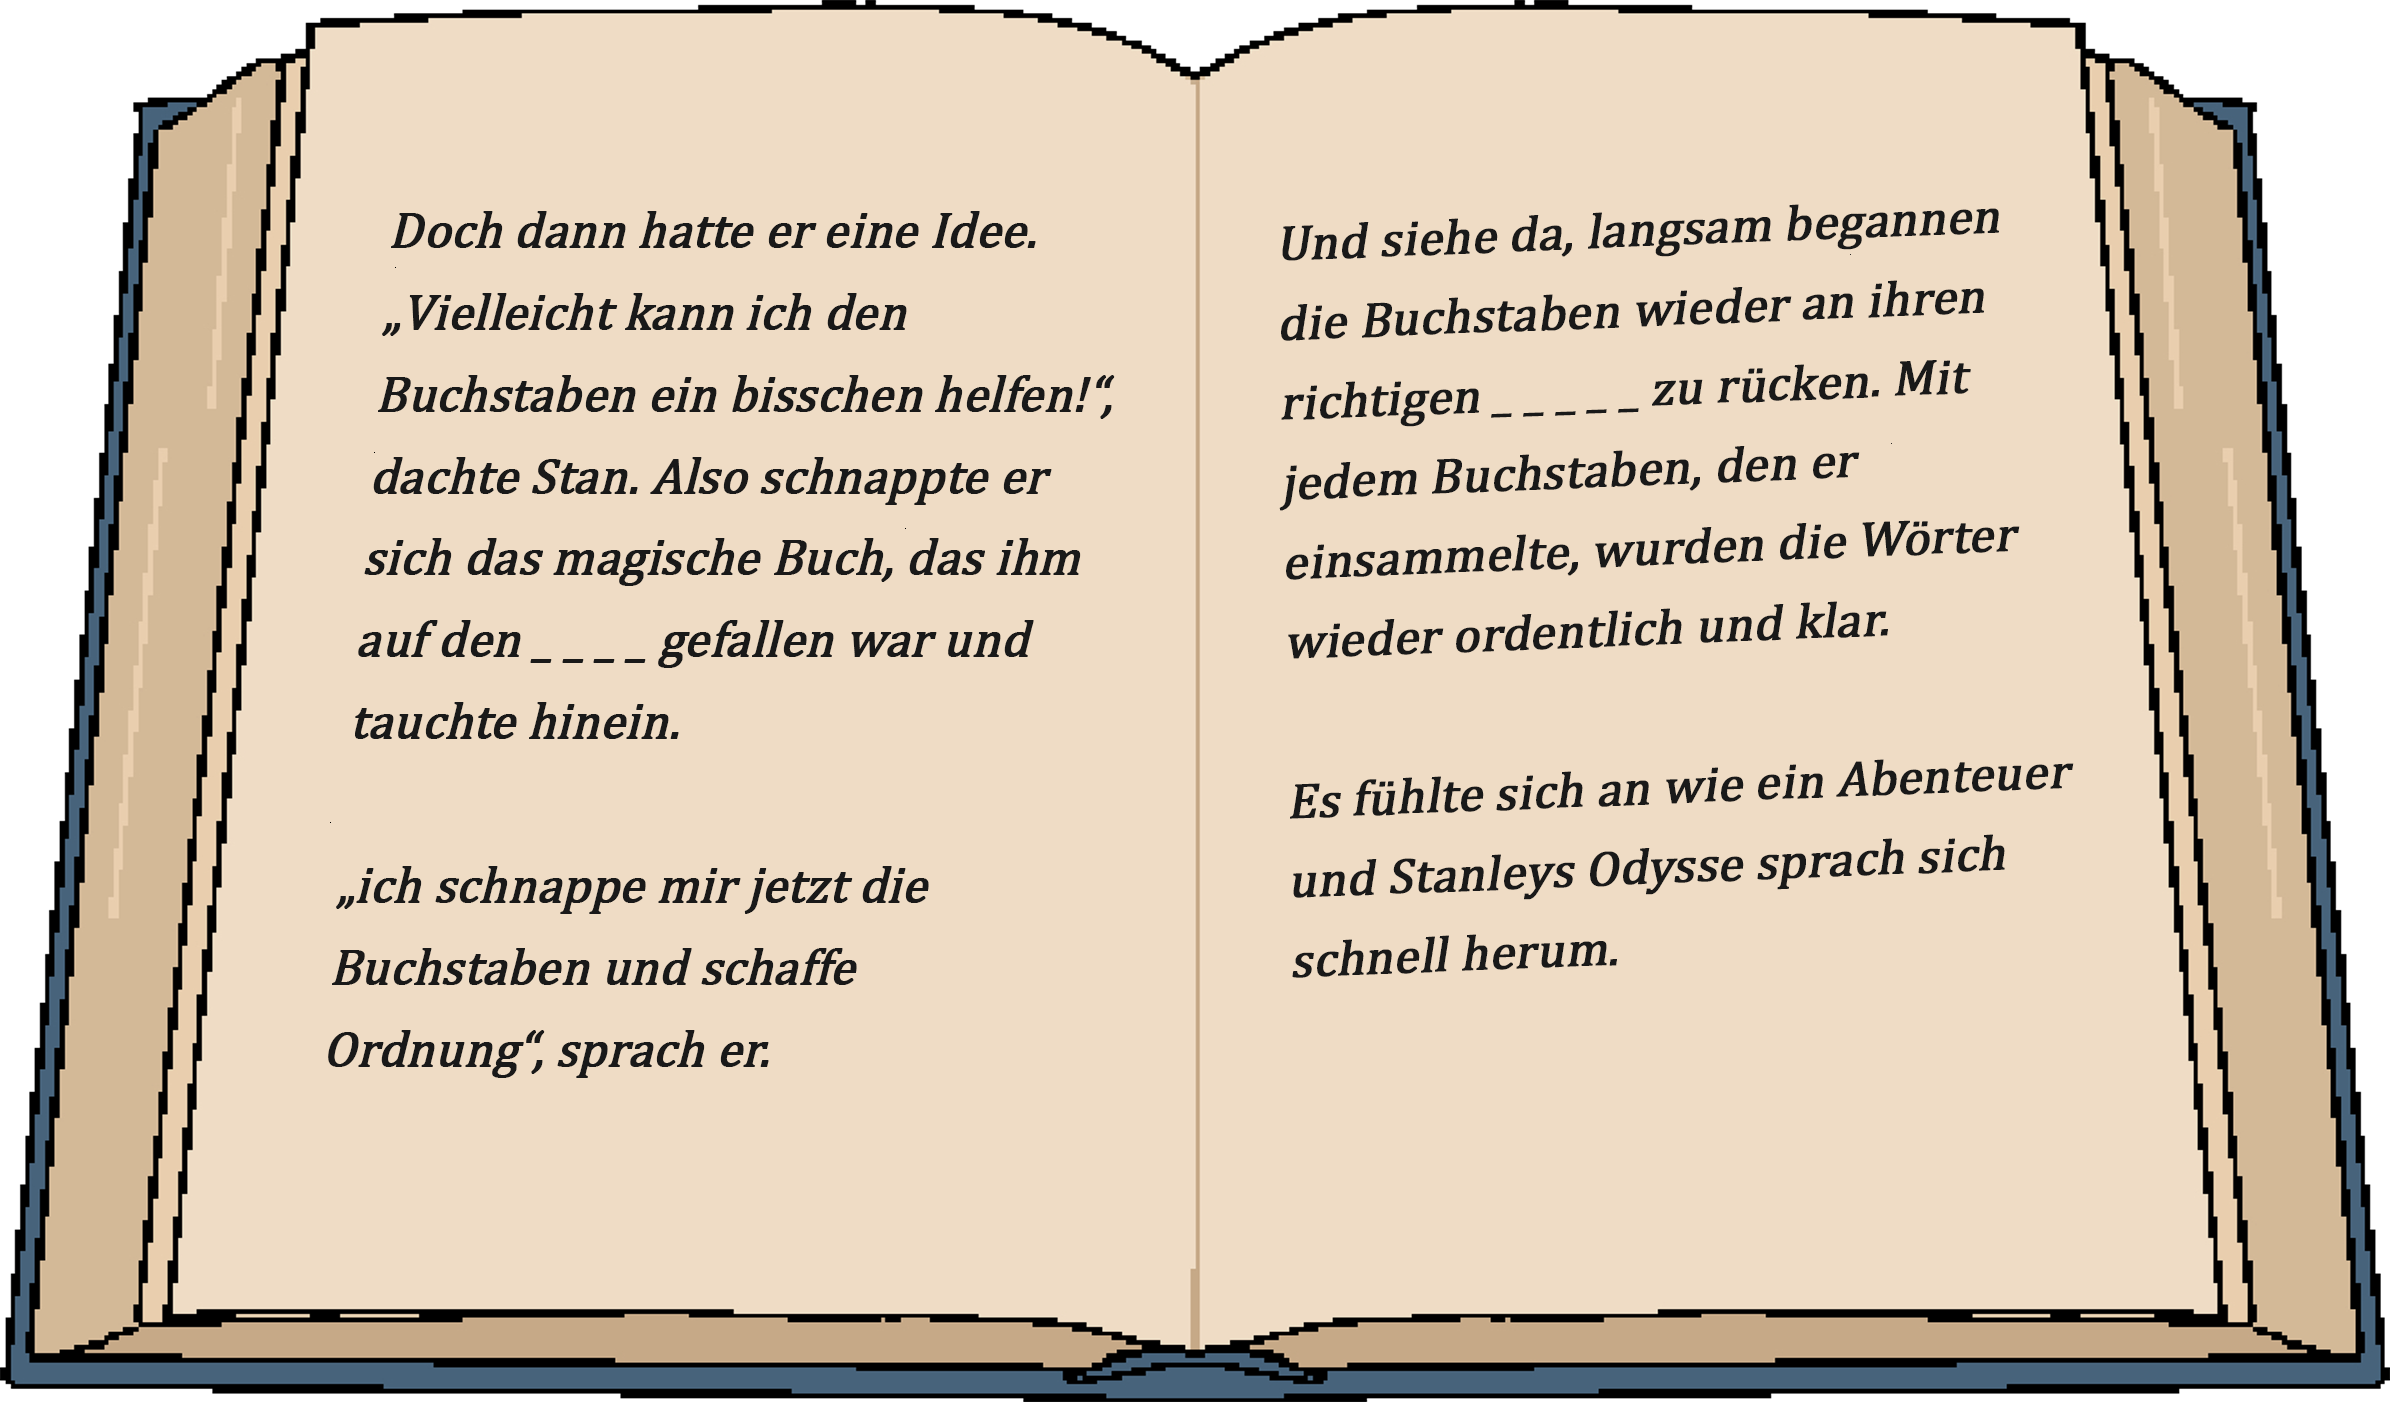 Doch dann hatte er eine Idee.
„Vielleicht kann ich den
Buchstaben ein bisschen helfen!“,
dachte Stan. Also schnappte er
sich das magische Buch, das ihm
auf den _ _ _ _ gefallen war und
tauchte hinein.
„ich schnappe mir jetzt die
Buchstaben und schaffe
Ordnung“, sprach er.
Und siehe da, langsam begannen
die Buchstaben wieder an ihren
richtigen _ _ _ _ _ zu rücken. Mit
jedem Buchstaben, den er
einsammelte, wurden die Wörter
wieder ordentlich und klar.
Es fühlte sich an wie ein Abenteuer
und Stanleys Odysse sprach sich
schnell herum.